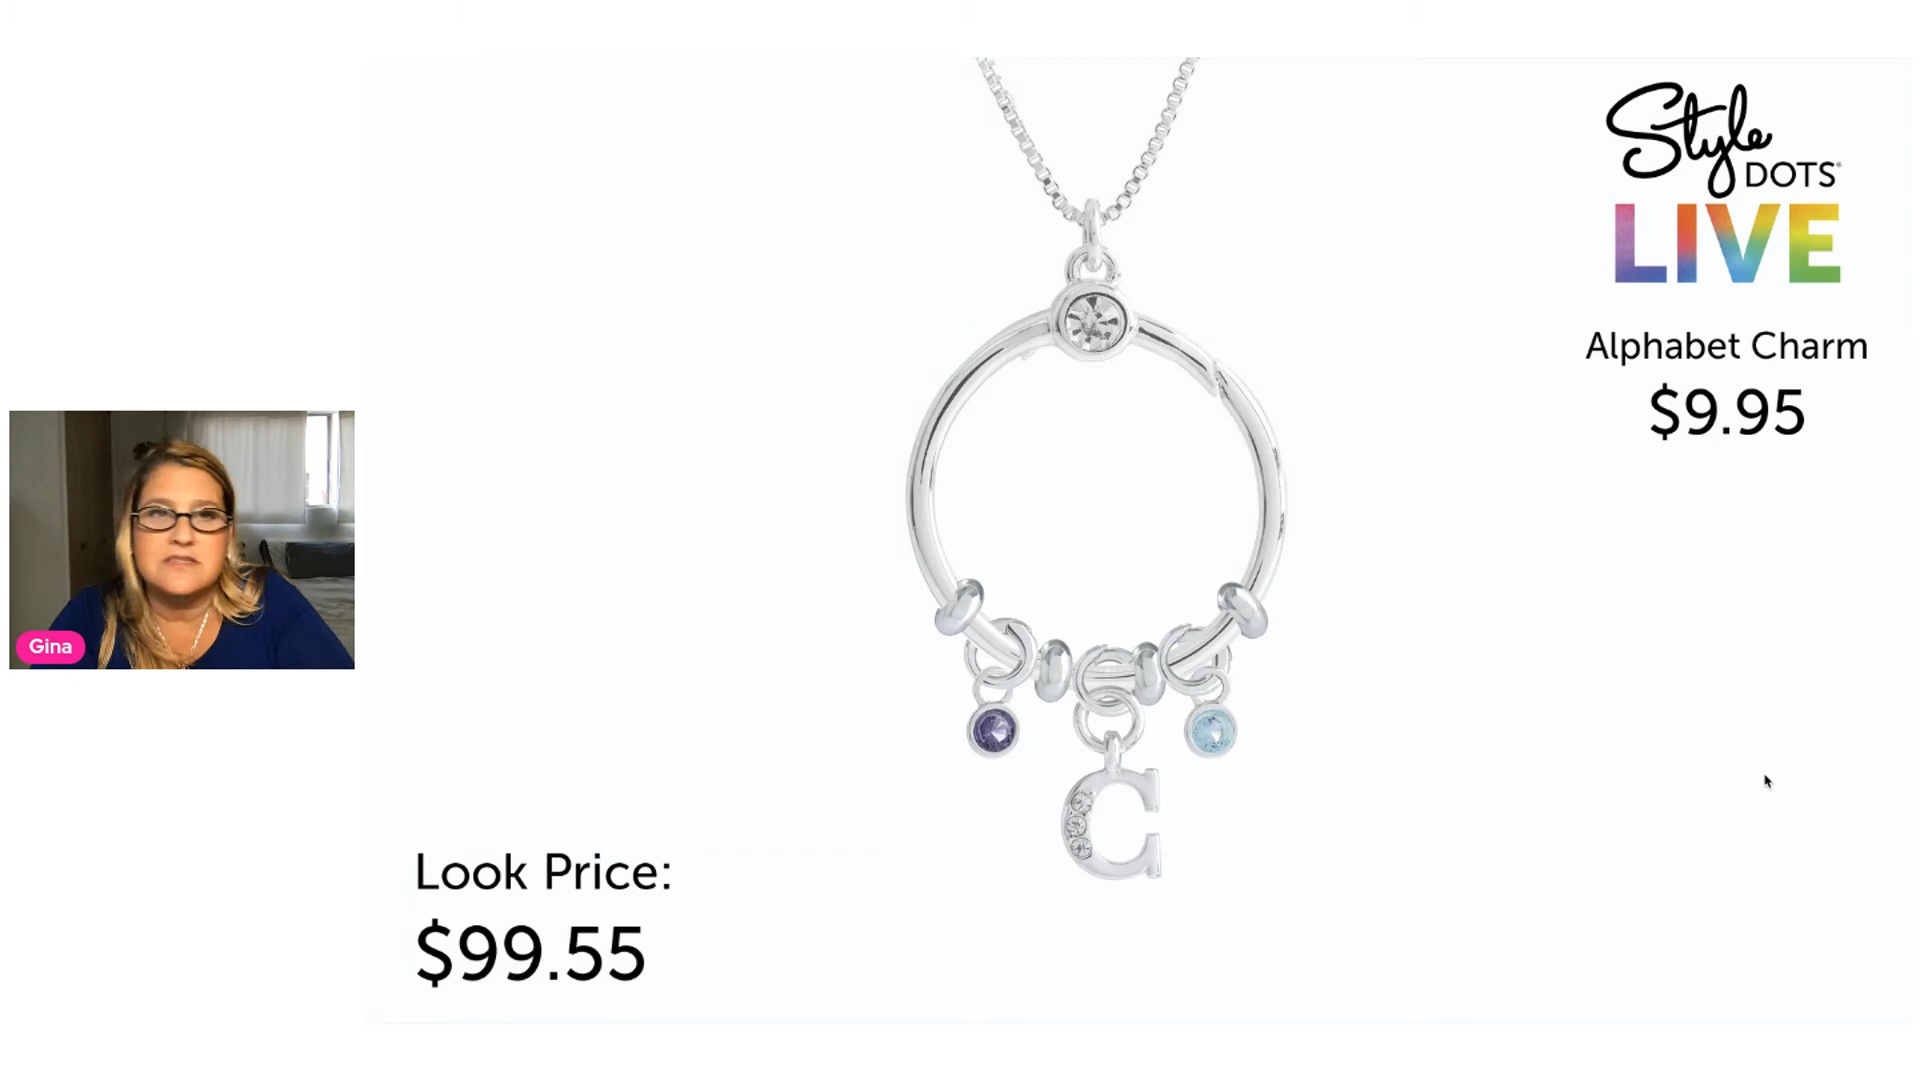 Style
DOTS®
LIVE
Alphabet Charm
$9.95
Gina
C
Look Price:
$99.55